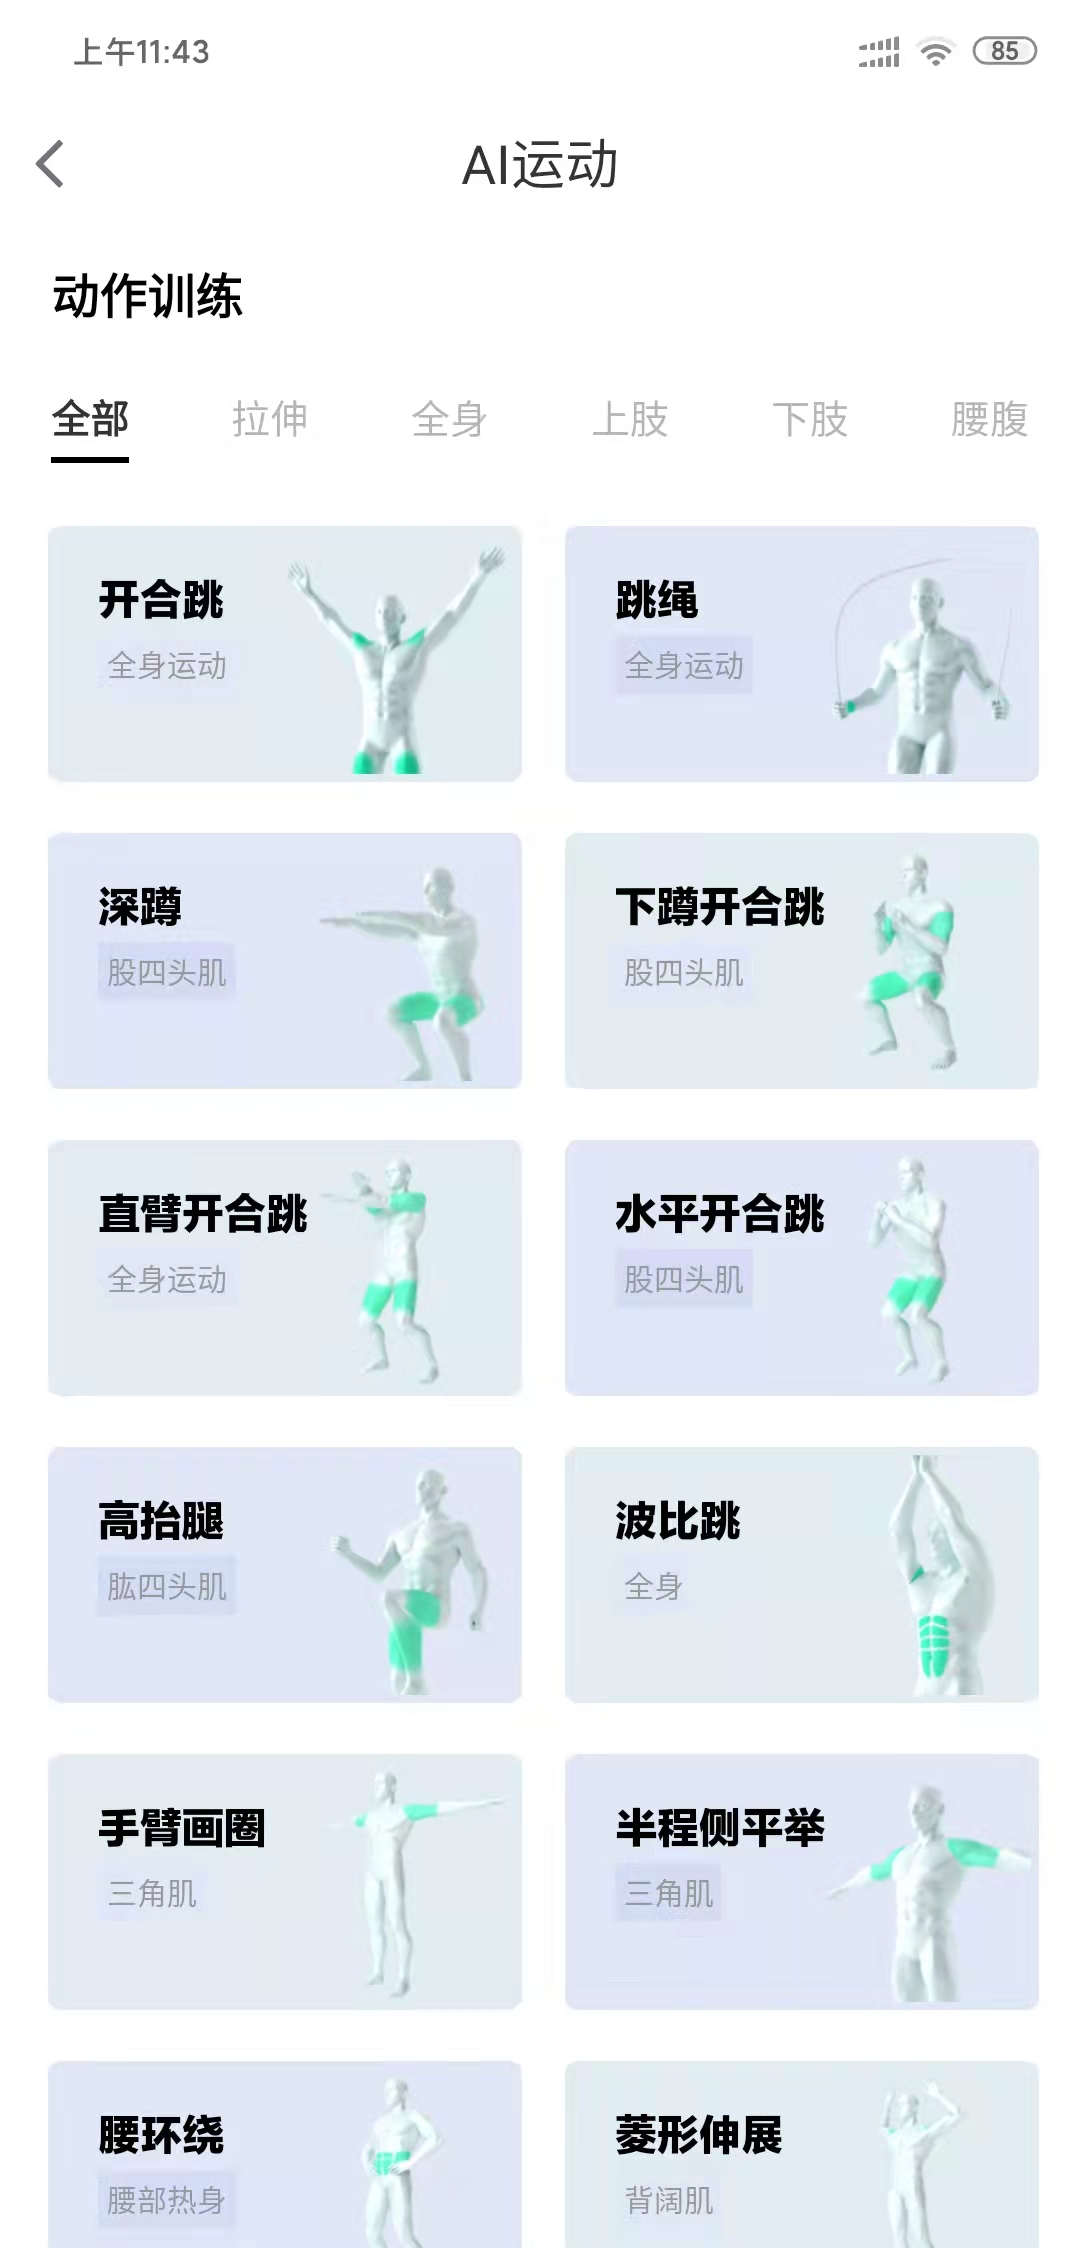 上午11:43
85
AI运动
动作训练
全部 拉伸 全身 上肢 下肢 腰腹
开合跳
全身运动
跳绳
全身运动
深蹲
股四头肌
下蹲开合跳
股四头肌
直臂开合跳
全身运动
水平开合跳
股四头肌
高抬腿
肱四头肌
波比跳
全身
手臂画圈
三角肌
半程侧平举
三角肌
腰环绕
腰部热身
菱形伸展
背阔肌